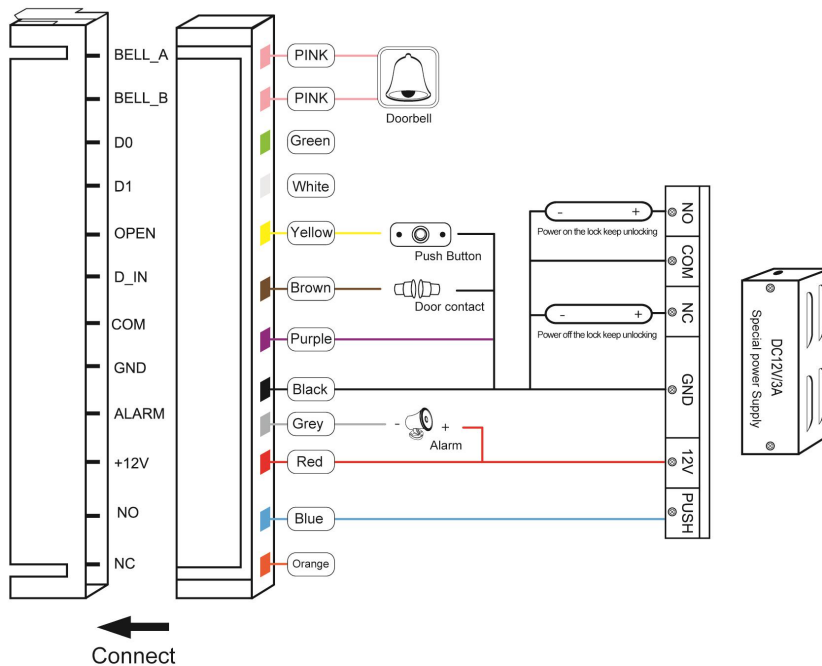 BELL_A
BELL_B
D0
D1
OPEN
D_IN
COM
GND
ALARM
+12V
NO
NC
PINK
PINK
Green
White
Yellow
Brown
Purple
Black
Grey
Red
Blue
Orange
Doorbell
Push Button
Door contact
- +
Alarm
- +
Power on the lock keep unlocking
- +
Power off the lock keep unlocking
NO
COM
NC
GND
12V
PUSH
DC12V/3A
Special power Supply
Connect